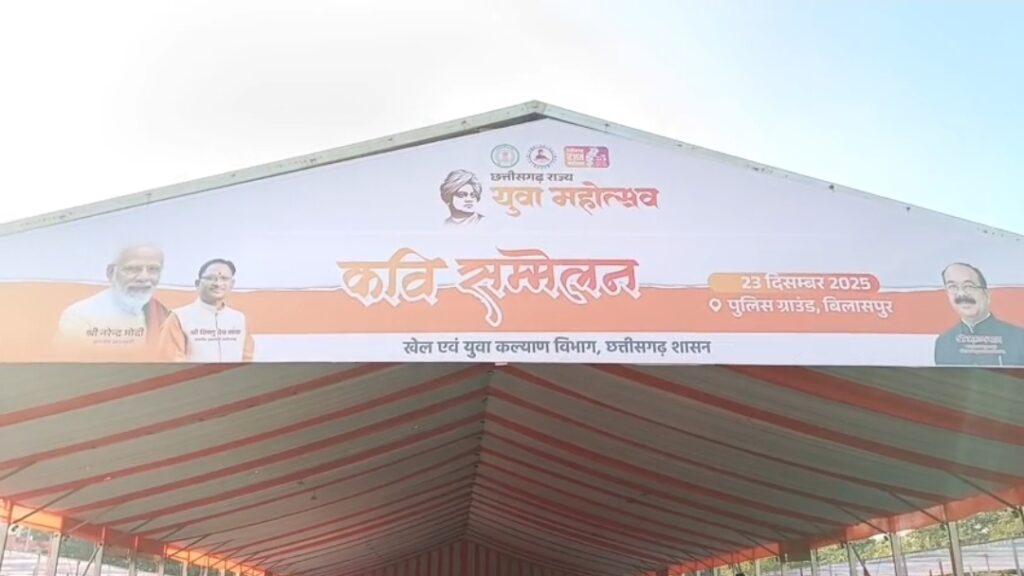 छत्तीसगढ़ राज्य
युवा महोत्सव
कवि सम्मेलन
23 दिसम्बर 2025
पुलिस ग्राउंड, बिलासपुर
श्री नरेन्द्र मोदी
श्री विष्णु देव साय
खेल एवं युवा कल्याण विभाग, छत्तीसगढ़ शासन